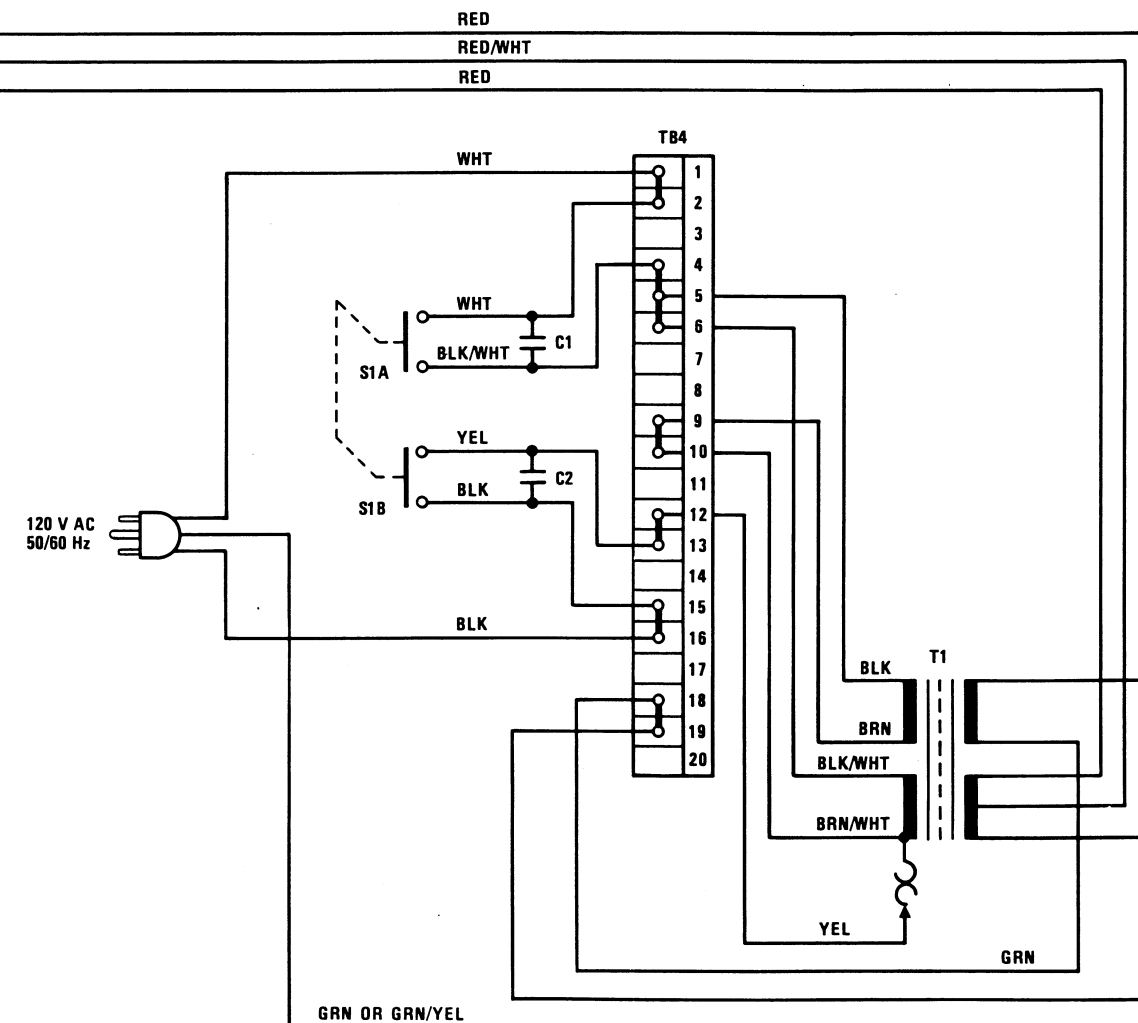 RED
RED/WHT
RED
TB4
WHT
1
2
3
4
5
WHT
6
C1
BLK/WHT
7
S1A
8
9
YEL
10
C2
11
BLK
S1B
12
120 V AC
50/60 Hz
13
14
15
BLK
16
17
T1
BLK
18
BRN
19
20
BLK/WHT
BRN/WHT
YEL
GRN
GRN OR GRN/YEL